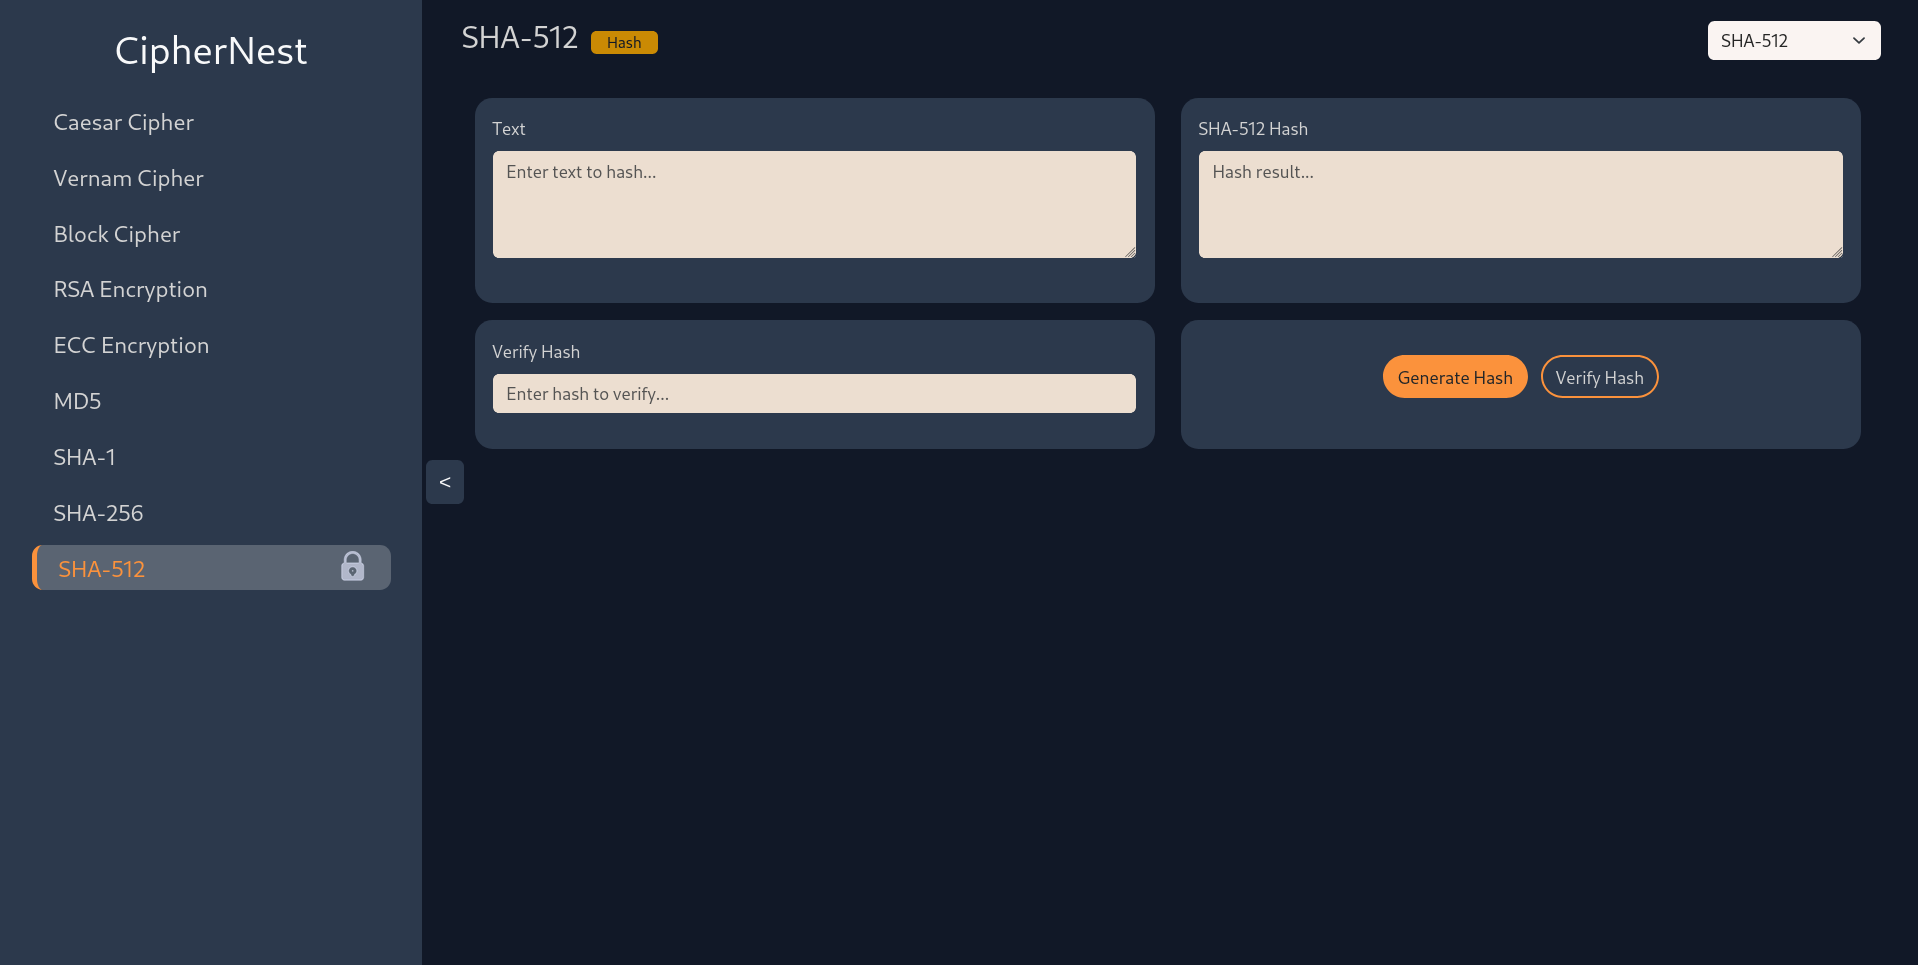 CipherNest
Caesar Cipher
Vernam Cipher
Block Cipher
RSA Encryption
ECC Encryption
MD5
SHA-1
SHA-256
SHA-512
<
SHA-512 Hash
SHA-512
Text
Enter text to hash...
SHA-512 Hash
Hash result...
Verify Hash
Enter hash to verify...
Generate Hash
Verify Hash